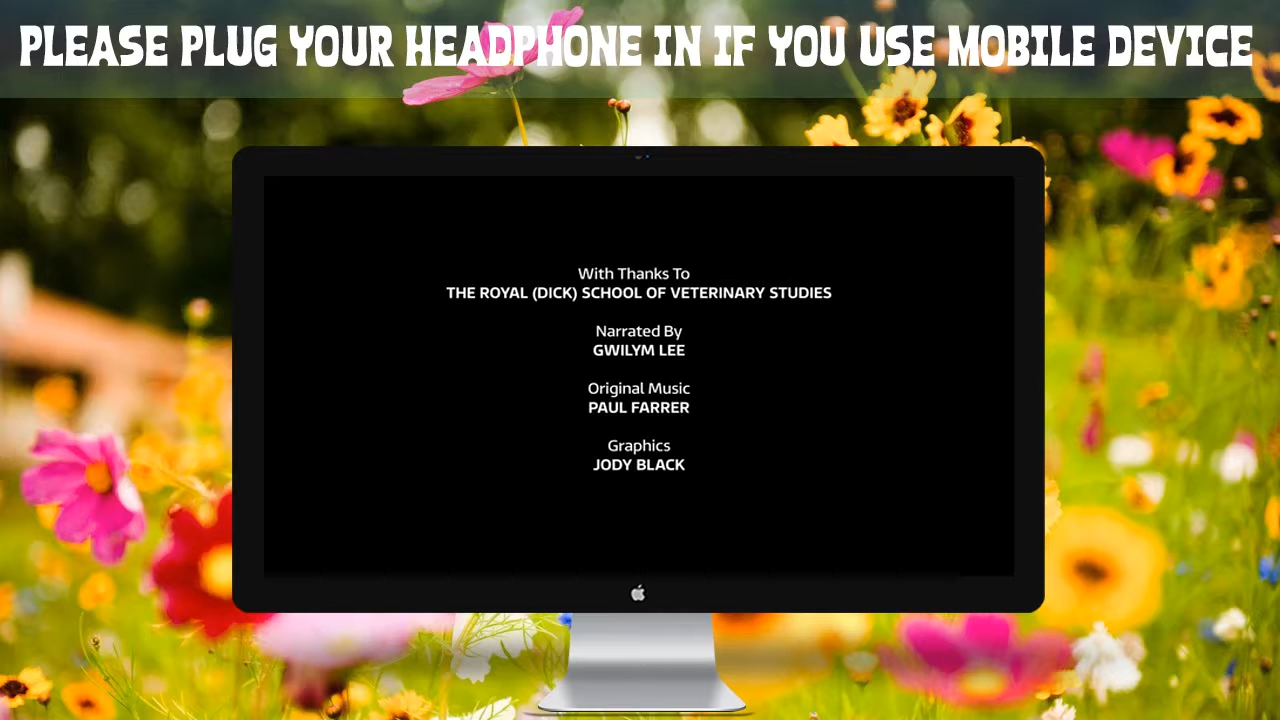 PLEASE PLUG YOUR HEADPHONE IN IF YOU USE MOBILE DEVICE
With Thanks To
THE ROYAL (DICK) SCHOOL OF VETERINARY STUDIES
Narrated By
GWILYM LEE
Original Music
PAUL FARRER
Graphics
JODY BLACK